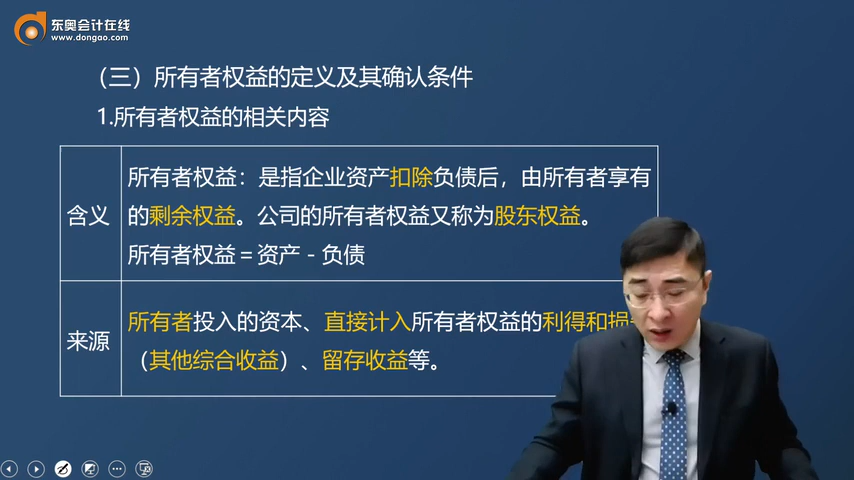 东奥会计在线
www.dongao.com
（三）所有者权益的定义及其确认条件
1.所有者权益的相关内容
含义
所有者权益：是指企业资产扣除负债后，由所有者享有
的剩余权益。公司的所有者权益又称为股东权益。
所有者权益＝资产－负债
来源
所有者投入的资本、直接计入所有者权益的利得和损
（其他综合收益）、留存收益等。